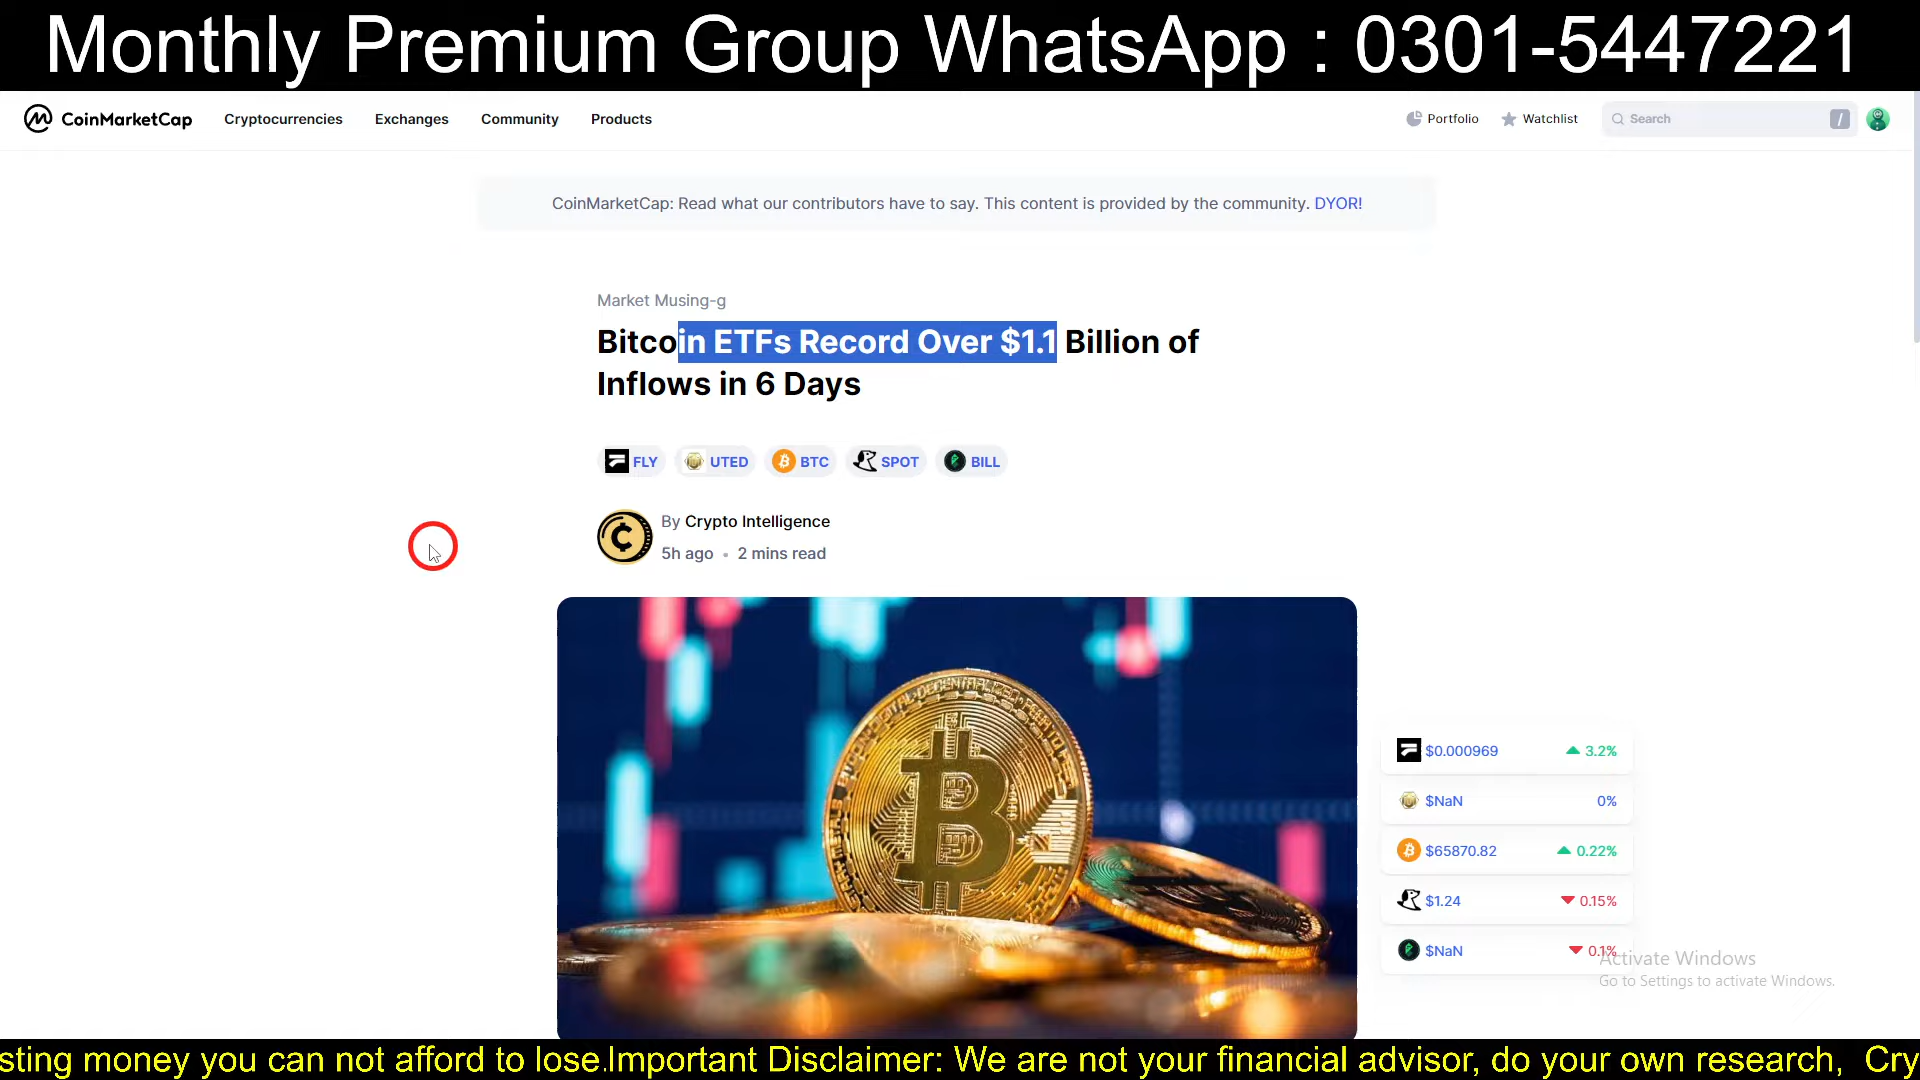 Monthly Premium Group WhatsApp : 0301-5447221
CoinMarketCap Cryptocurrencies Exchanges Community Products Portfolio Watchlist Search /
CoinMarketCap: Read what our contributors have to say. This content is provided by the community. DYOR!
Market Musing-g
Bitcoin ETFs Record Over $1.1 Billion of
Inflows in 6 Days
FLY UTED BTC SPOT BILL
By Crypto Intelligence
5h ago • 2 mins read
$0.000969 3.2%
$NaN 0%
$65870.82 0.22%
$1.24 0.15%
$NaN 0.1%
Activate Windows
Go to Settings to activate Windows.
sting money you can not afford to lose.Important Disclaimer: We are not your financial advisor, do your own research, Cry